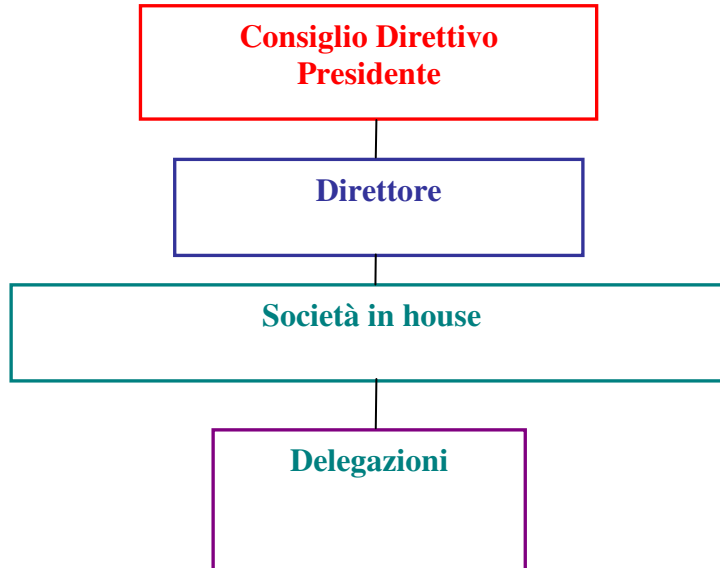 Consiglio Direttivo
Presidente
Direttore
Società in house
Delegazioni